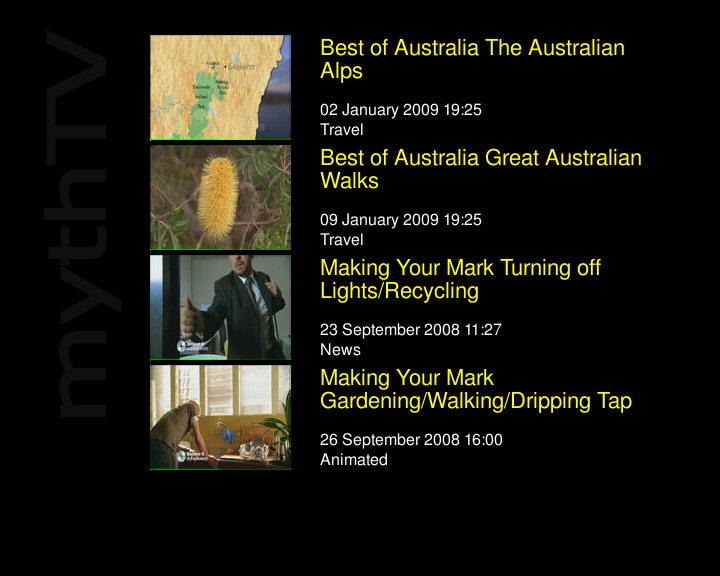 mythTV
Best of Australia The Australian
Alps
02 January 2009 19:25
Travel
Best of Australia Great Australian
Walks
09 January 2009 19:25
Travel
Making Your Mark Turning off
Lights/Recycling
23 September 2008 11:27
News
Making Your Mark
Gardening/Walking/Dripping Tap
26 September 2008 16:00
Animated